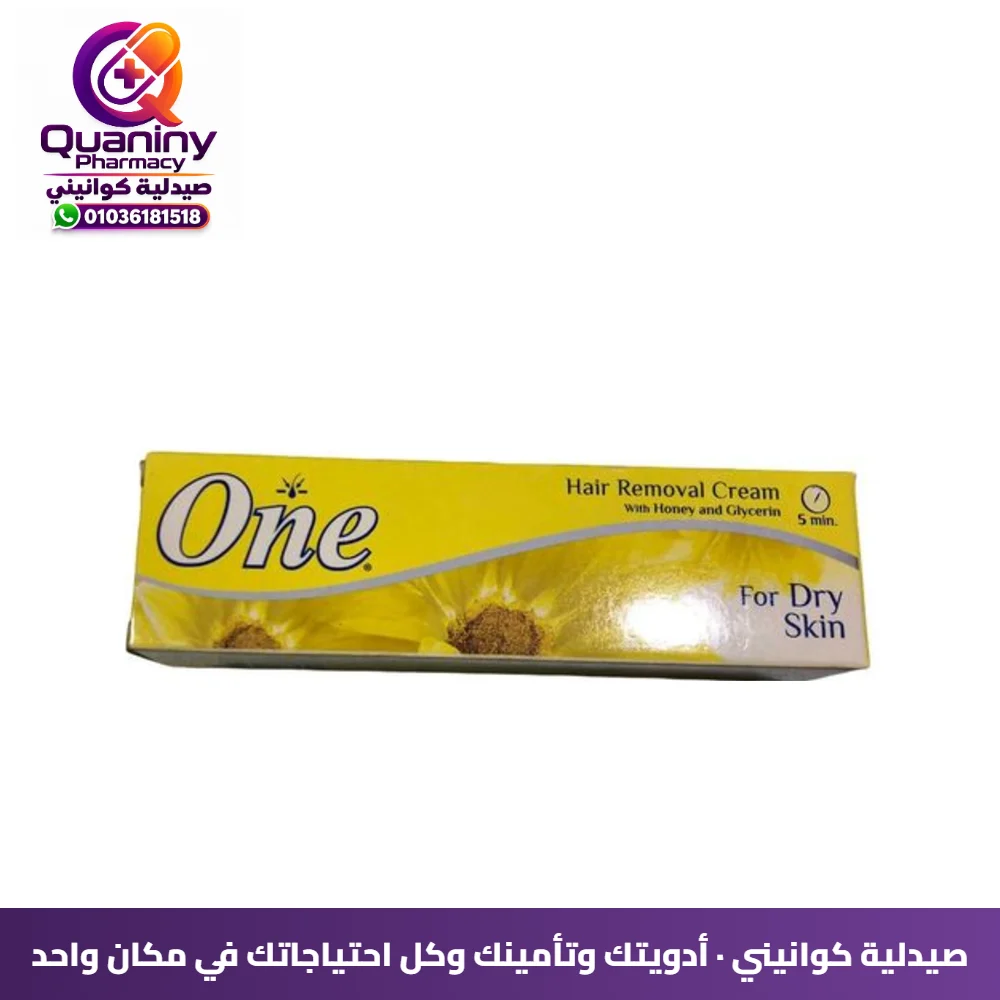 Quaniny
Pharmacy
صيدلية كوانيني
01036181518
One
Hair Removal Cream
With Honey and Glycerin
5 min.
For Dry
Skin
صيدلية كوانيني · أدويتك وتأمينك وكل احتياجاتك في مكان واحد